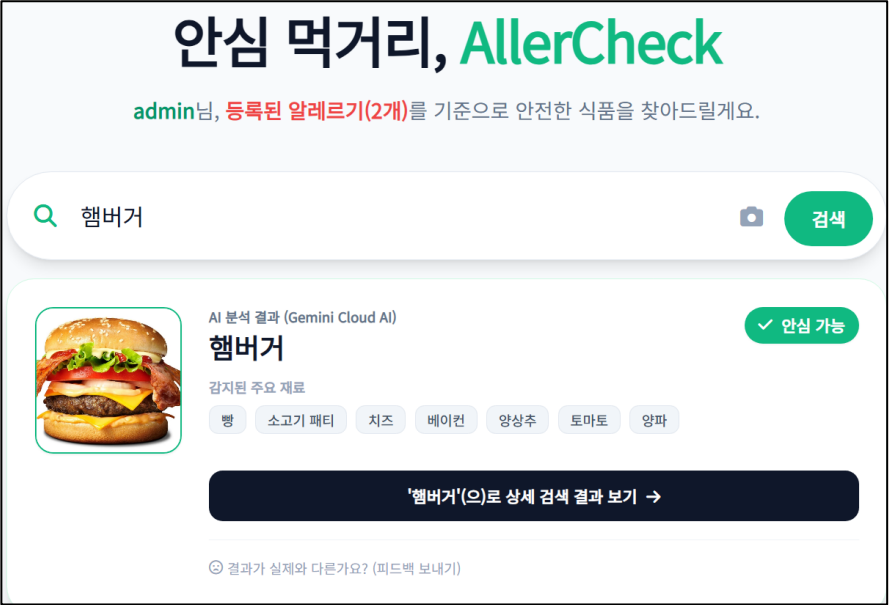 안심 먹거리, AllerCheck
admin님, 등록된 알레르기(2개)를 기준으로 안전한 식품을 찾아드릴게요.
햄버거
검색
AI 분석 결과 (Gemini Cloud AI)
안심 가능
햄버거
감지된 주요 재료
빵 소고기 패티 치즈 베이컨 양상추 토마토 양파
'햄버거'(으)로 상세 검색 결과 보기 →
결과가 실제와 다른가요? (피드백 보내기)